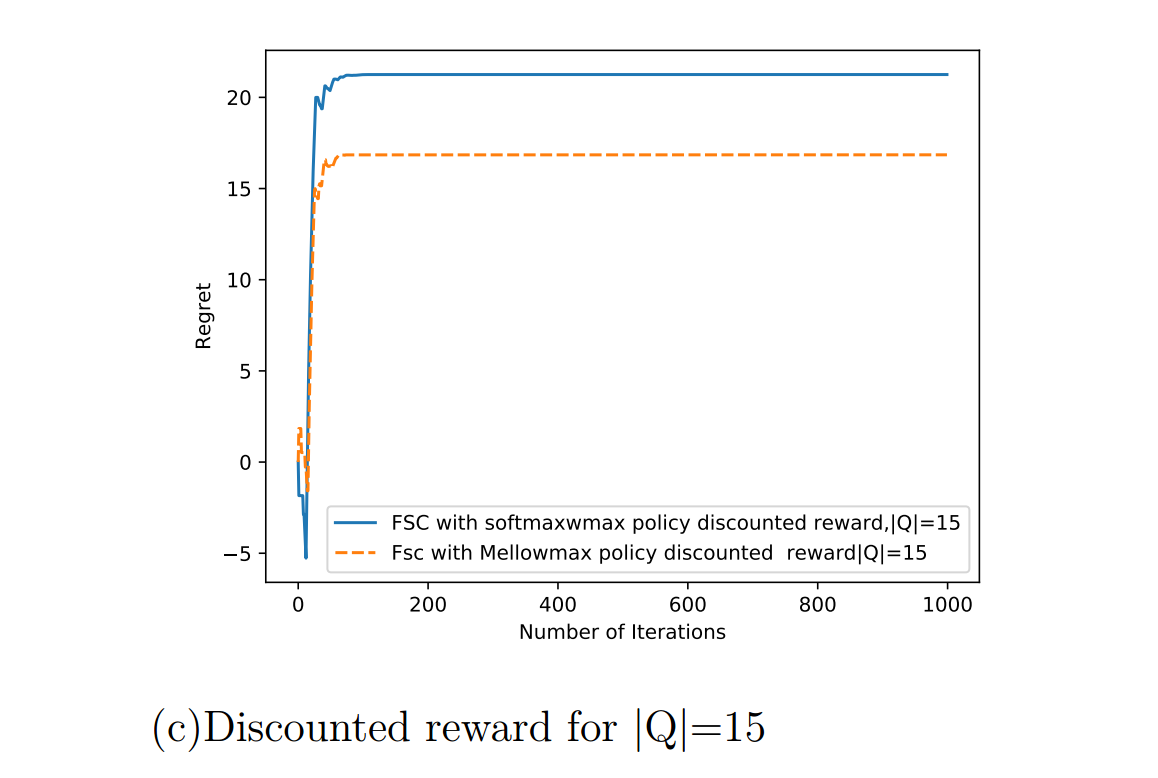 20
15
10
5
0
−5
Regret
FSC with softmaxwmax policy discounted reward,|Q|=15
Fsc with Mellowmax policy discounted  reward|Q|=15
0 200 400 600 800 1000
Number of Iterations
(c)Discounted reward for |Q|=15